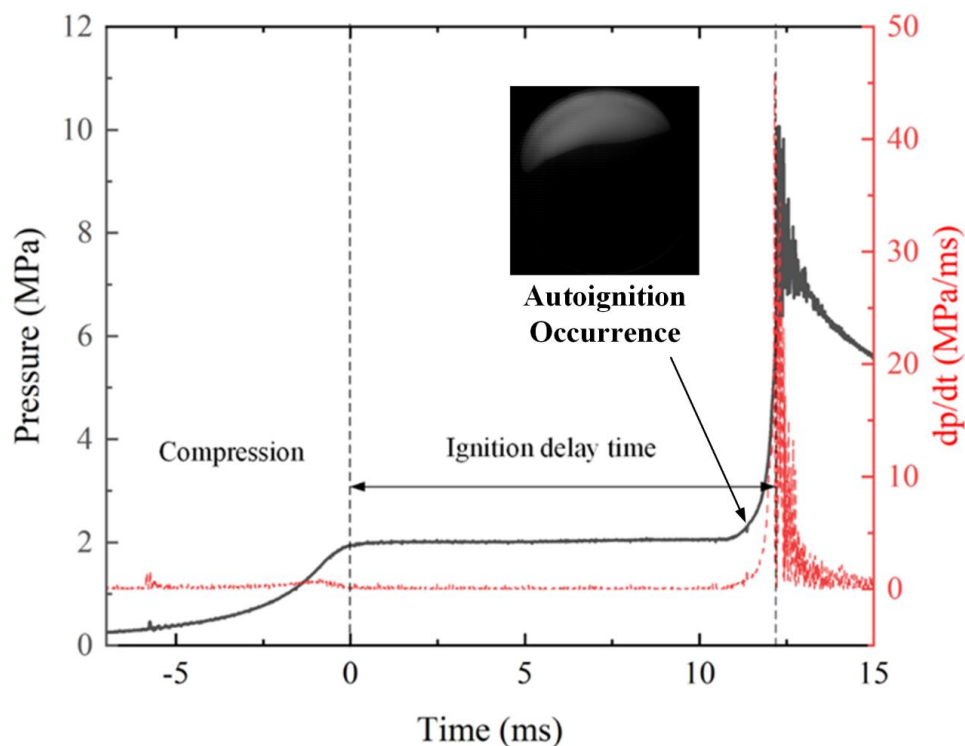 12
10
8
6
4
2
0
Pressure (MPa)
50
40
30
20
10
0
dp/dt (MPa/ms)
Autoignition
Occurrence
Compression
Ignition delay time
-5
0
5
10
15
Time (ms)